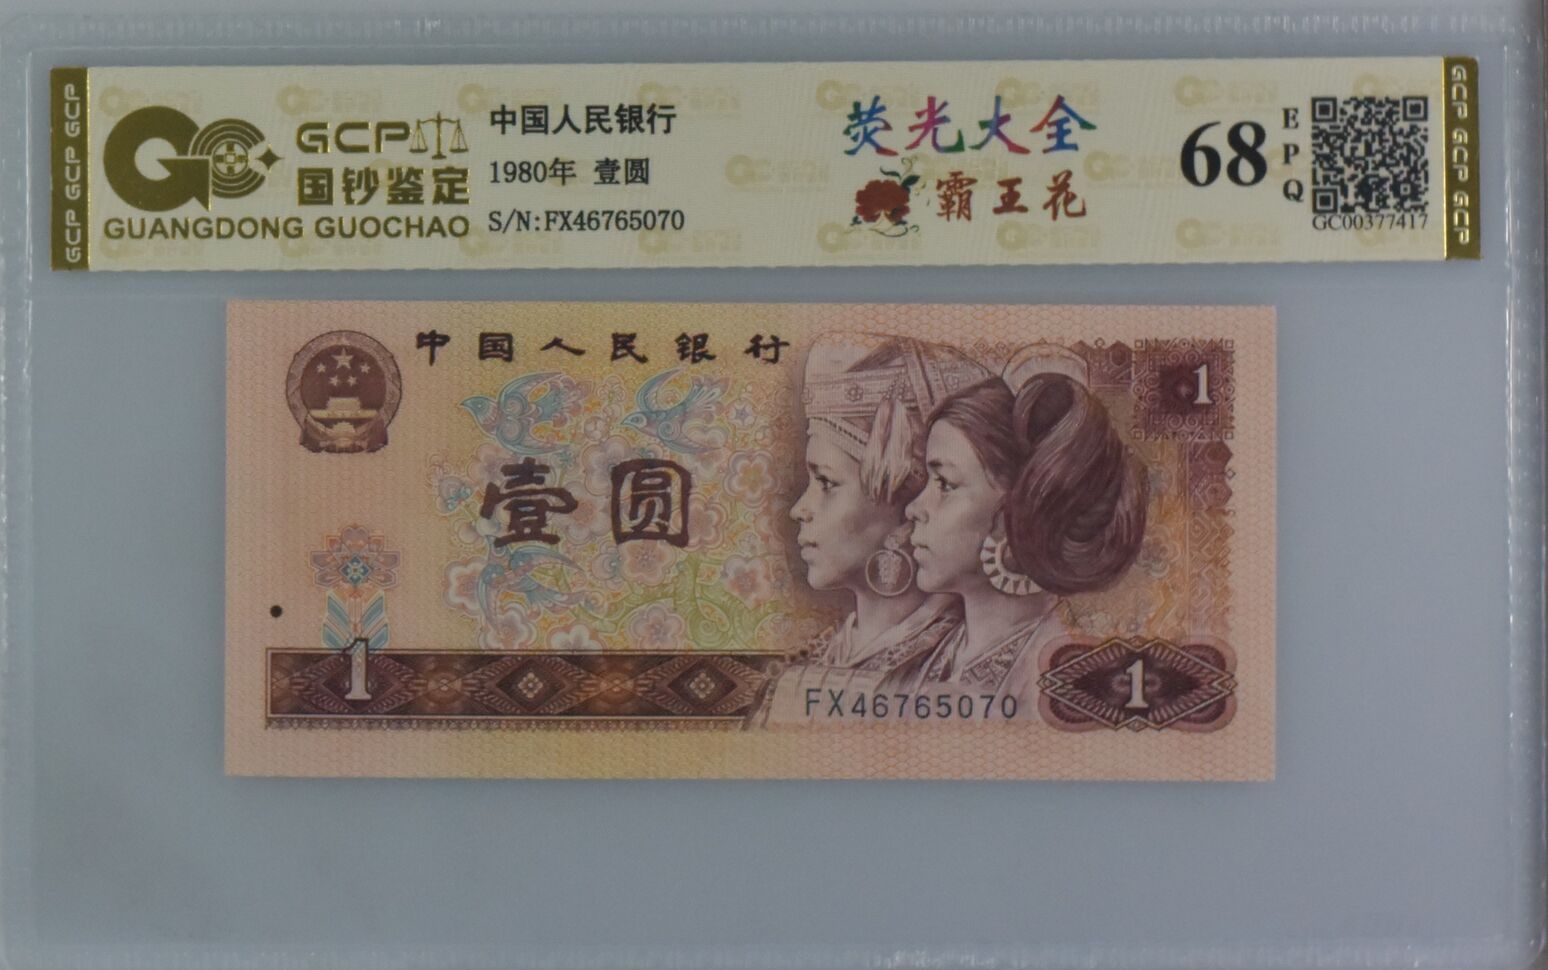 GCP GCP GCP
GCP
国钞鉴定
GUANGDONG GUOCHAO
中国人民银行
1980年 壹圆
S/N:FX46765070
荧光大全
霸王花
68
EPQ
GC00377417
GCP GCP GCP
中国人民银行
1
壹圆
1
FX46765070
1